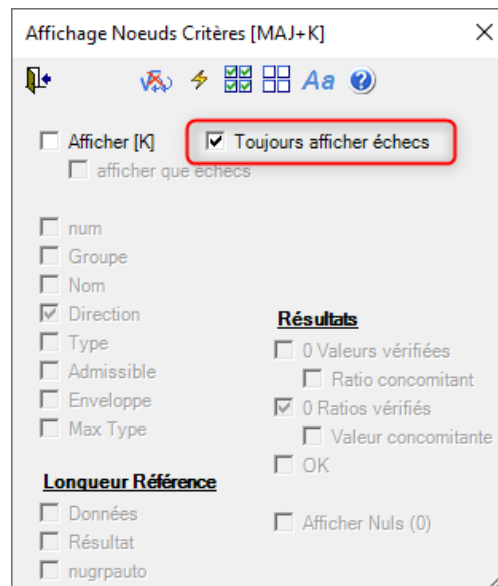 Affichage Noeuds Critères [MAJ+K]
Aa
Afficher [K]
Toujours afficher échecs
afficher que échecs
num
Groupe
Nom
Direction
Type
Admissible
Enveloppe
Max Type
Résultats
0 Valeurs vérifiées
Ratio concomitant
0 Ratios vérifiés
Valeur concomitante
OK
Longueur Référence
Données
Résultat
nugrpauto
Afficher Nuls (0)